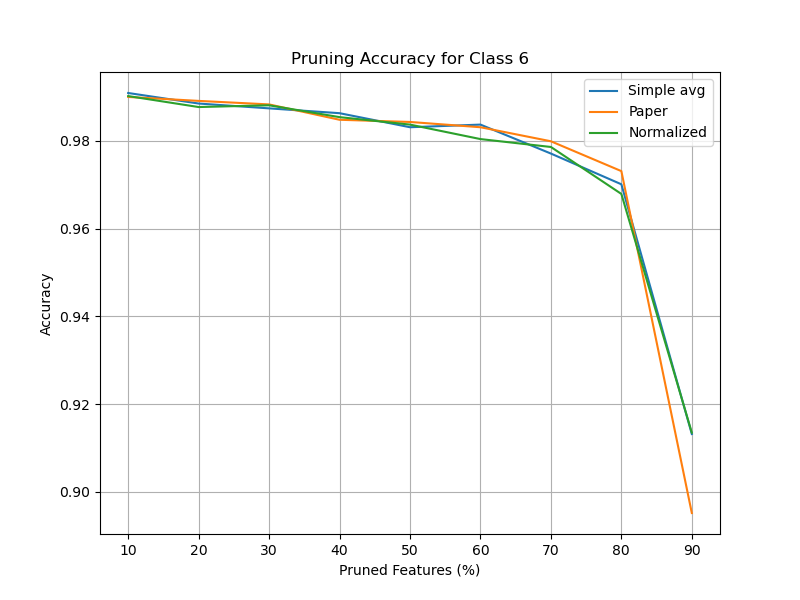 Pruning Accuracy for Class 6
Simple avg
Paper
Normalized
0.98
0.96
0.94
0.92
0.90
Accuracy
10 20 30 40 50 60 70 80 90
Pruned Features (%)